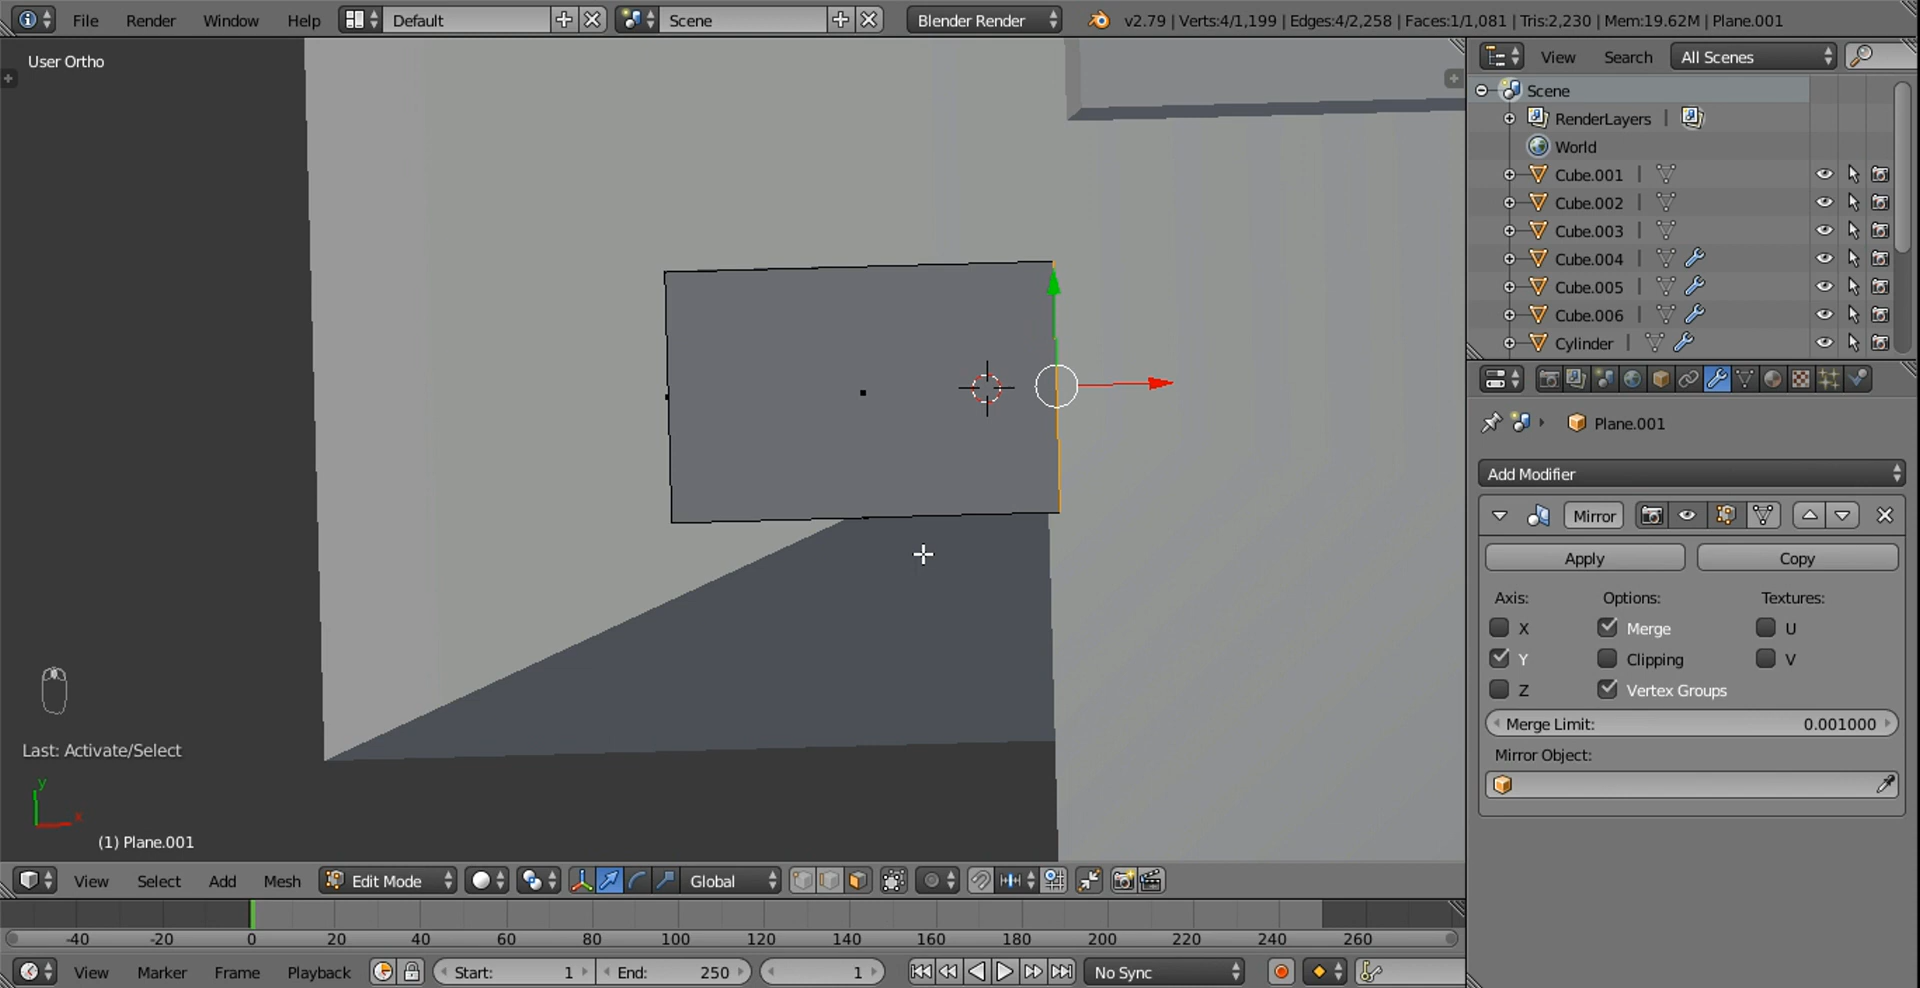 File Render Window Help Default Scene Blender Render v2.79 | Verts:4/1,199 | Edges:4/2,258 | Faces:1/1,081 | Tris:2,230 | Mem:19.62M | Plane.001
User Ortho
View Search All Scenes
Scene
RenderLayers
World
Cube.001
Cube.002
Cube.003
Cube.004
Cube.005
Cube.006
Cylinder
Plane.001
Add Modifier
Mirror
Apply Copy
Axis: Options: Textures:
X Merge U
Y Clipping V
Z Vertex Groups
Merge Limit: 0.001000
Mirror Object:
Last: Activate/Select
y
x
(1) Plane.001
View Select Add Mesh Edit Mode Global
-40 -20 0 20 40 60 80 100 120 140 160 180 200 220 240 260
View Marker Frame Playback Start: 1 End: 250 1 No Sync